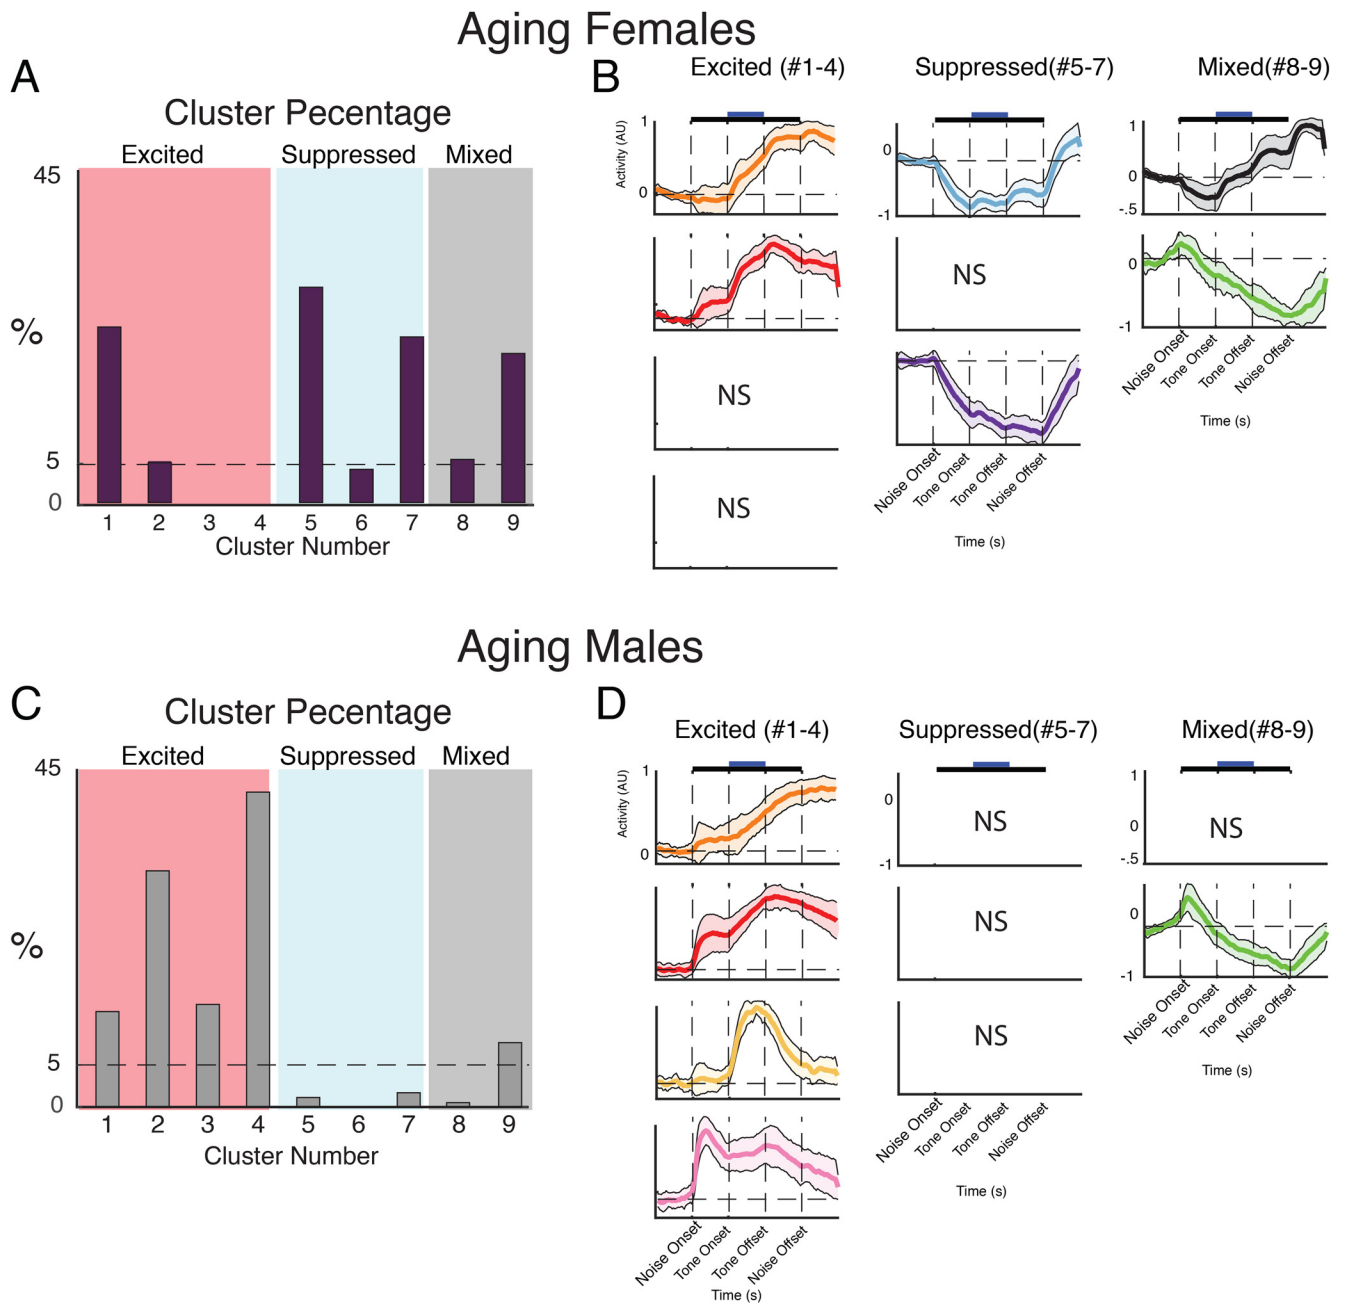 Aging Females
A
Cluster Pecentage
Excited
Suppressed
Mixed
45
%
5
0
1 2 3 4 5 6 7 8 9
Cluster Number
B
Excited (#1-4)
Suppressed(#5-7)
Mixed(#8-9)
Activity (AU)
1
0
NS
NS
0
-1
NS
Noise Onset
Tone Onset
Tone Offset
Noise Offset
Time (s)
1
0
-.5
0
-1
Noise Onset
Tone Onset
Tone Offset
Noise Offset
Time (s)
Aging Males
C
Cluster Pecentage
Excited
Suppressed
Mixed
45
%
5
0
1 2 3 4 5 6 7 8 9
Cluster Number
D
Excited (#1-4)
Suppressed(#5-7)
Mixed(#8-9)
Activity (AU)
1
0
Noise Onset
Tone Onset
Tone Offset
Noise Offset
Time (s)
0
-1
NS
NS
NS
Noise Onset
Tone Onset
Tone Offset
Noise Offset
Time (s)
1
0
-.5
NS
0
-1
Noise Onset
Tone Onset
Tone Offset
Noise Offset
Time (s)